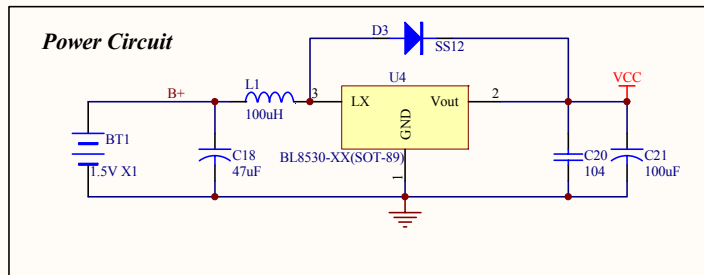 Power Circuit
D3
SS12
U4
VCC
B+
L1
100uH
3
LX
Vout
2
GND
BT1
1.5V X1
C18
47uF
BL8530-XX(SOT-89)
1
C20
104
C21
100uF